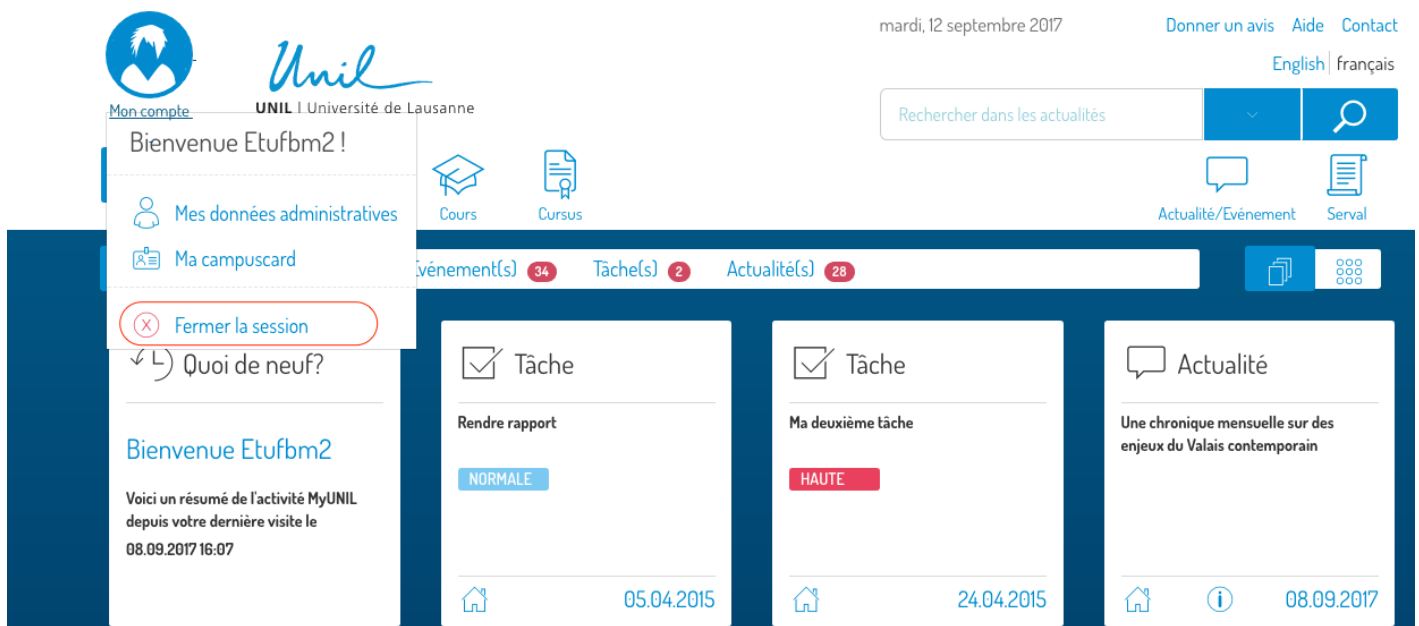 mardi, 12 septembre 2017
Donner un avis Aide Contact
English français
Unil
UNIL | Université de Lausanne
Mon compte
Rechercher dans les actualités
Bienvenue Etufbm2 !
Mes données administratives
Ma campuscard
Fermer la session
Cours
Cursus
Actualité/Evénement
Serval
vénement(s) 34
Tâche(s) 2
Actualité(s) 28
Quoi de neuf?
Bienvenue Etufbm2
Voici un résumé de l'activité MyUNIL
depuis votre dernière visite le
08.09.2017 16:07
Tâche
Rendre rapport
NORMALE
05.04.2015
Tâche
Ma deuxième tâche
HAUTE
24.04.2015
Actualité
Une chronique mensuelle sur des
enjeux du Valais contemporain
08.09.2017